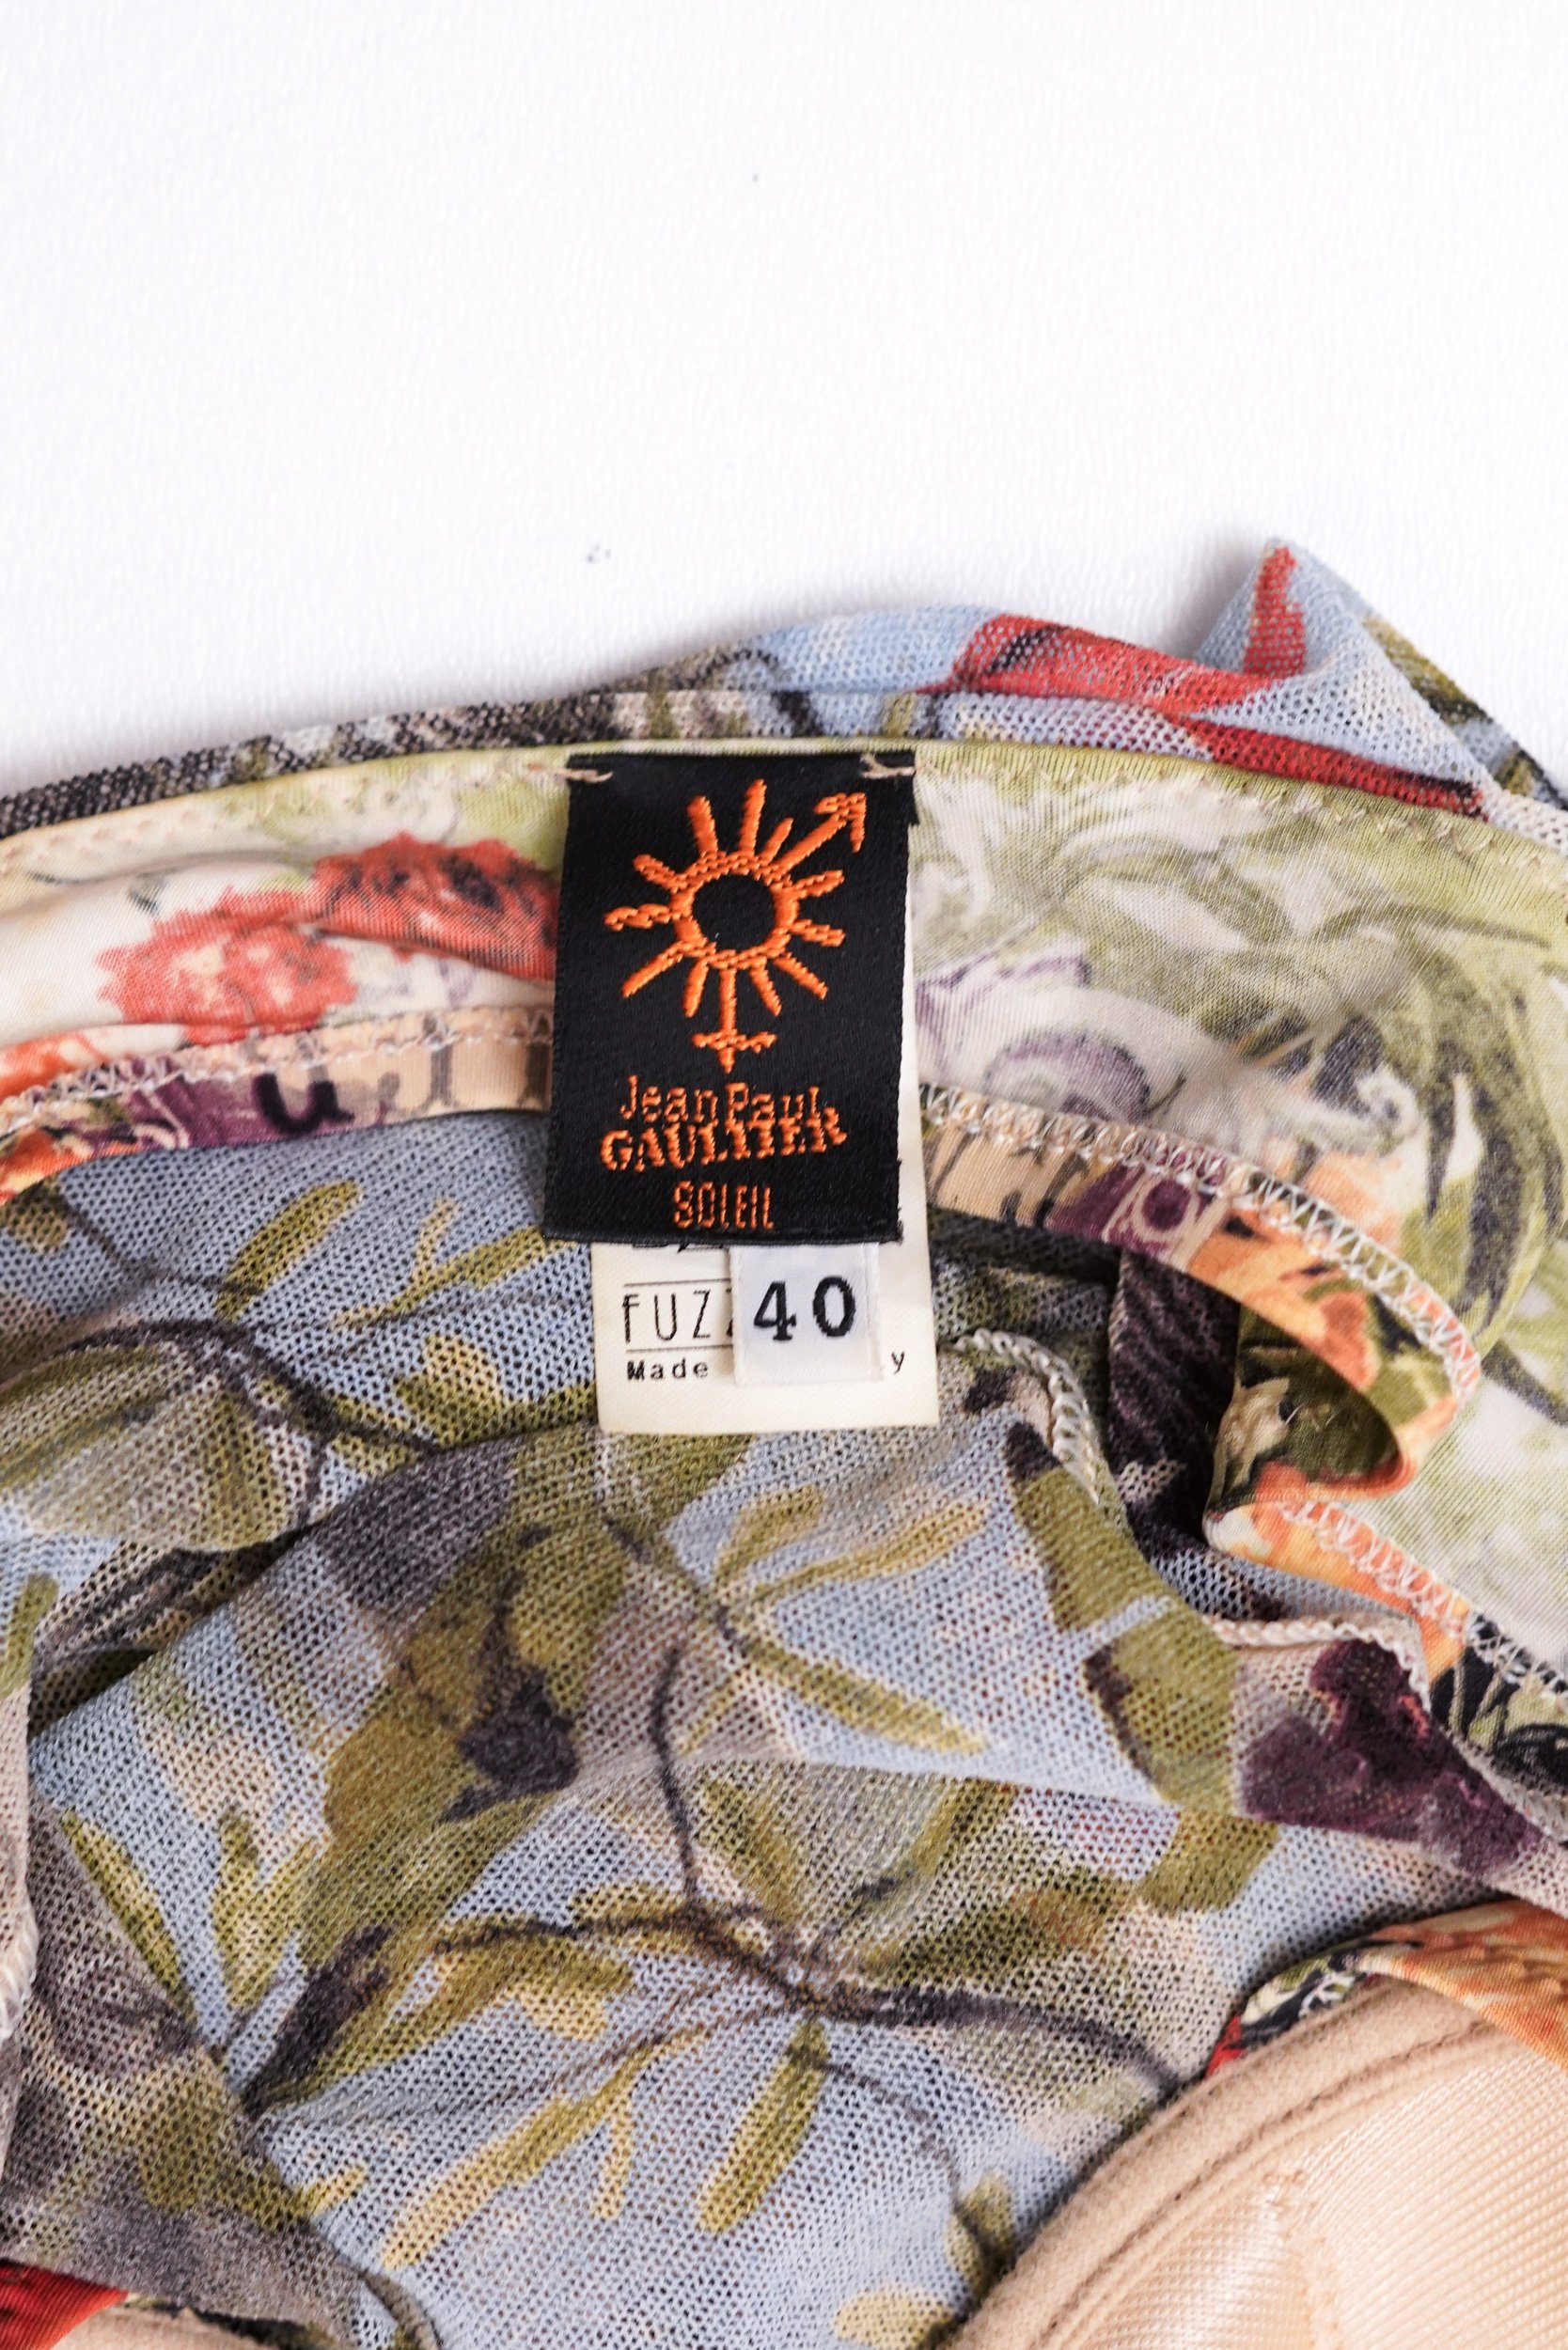 Jean Paul
GAULTIER
SOLEIL
FUZZ
40
Made
y